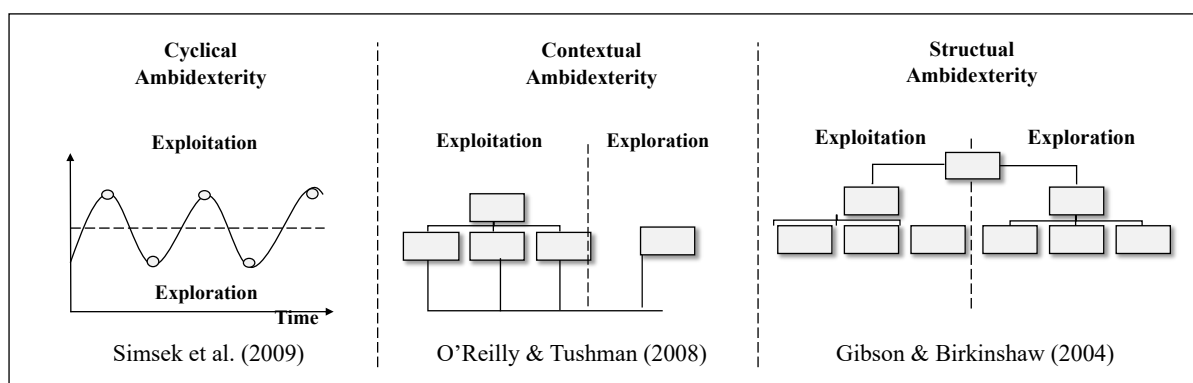 Cyclical
Ambidexterity
Exploitation
Exploration
Time
Simsek et al. (2009)
Contextual
Ambidexterity
Exploitation
Exploration
O’Reilly & Tushman (2008)
Structual
Ambidexterity
Exploitation
Exploration
Gibson & Birkinshaw (2004)